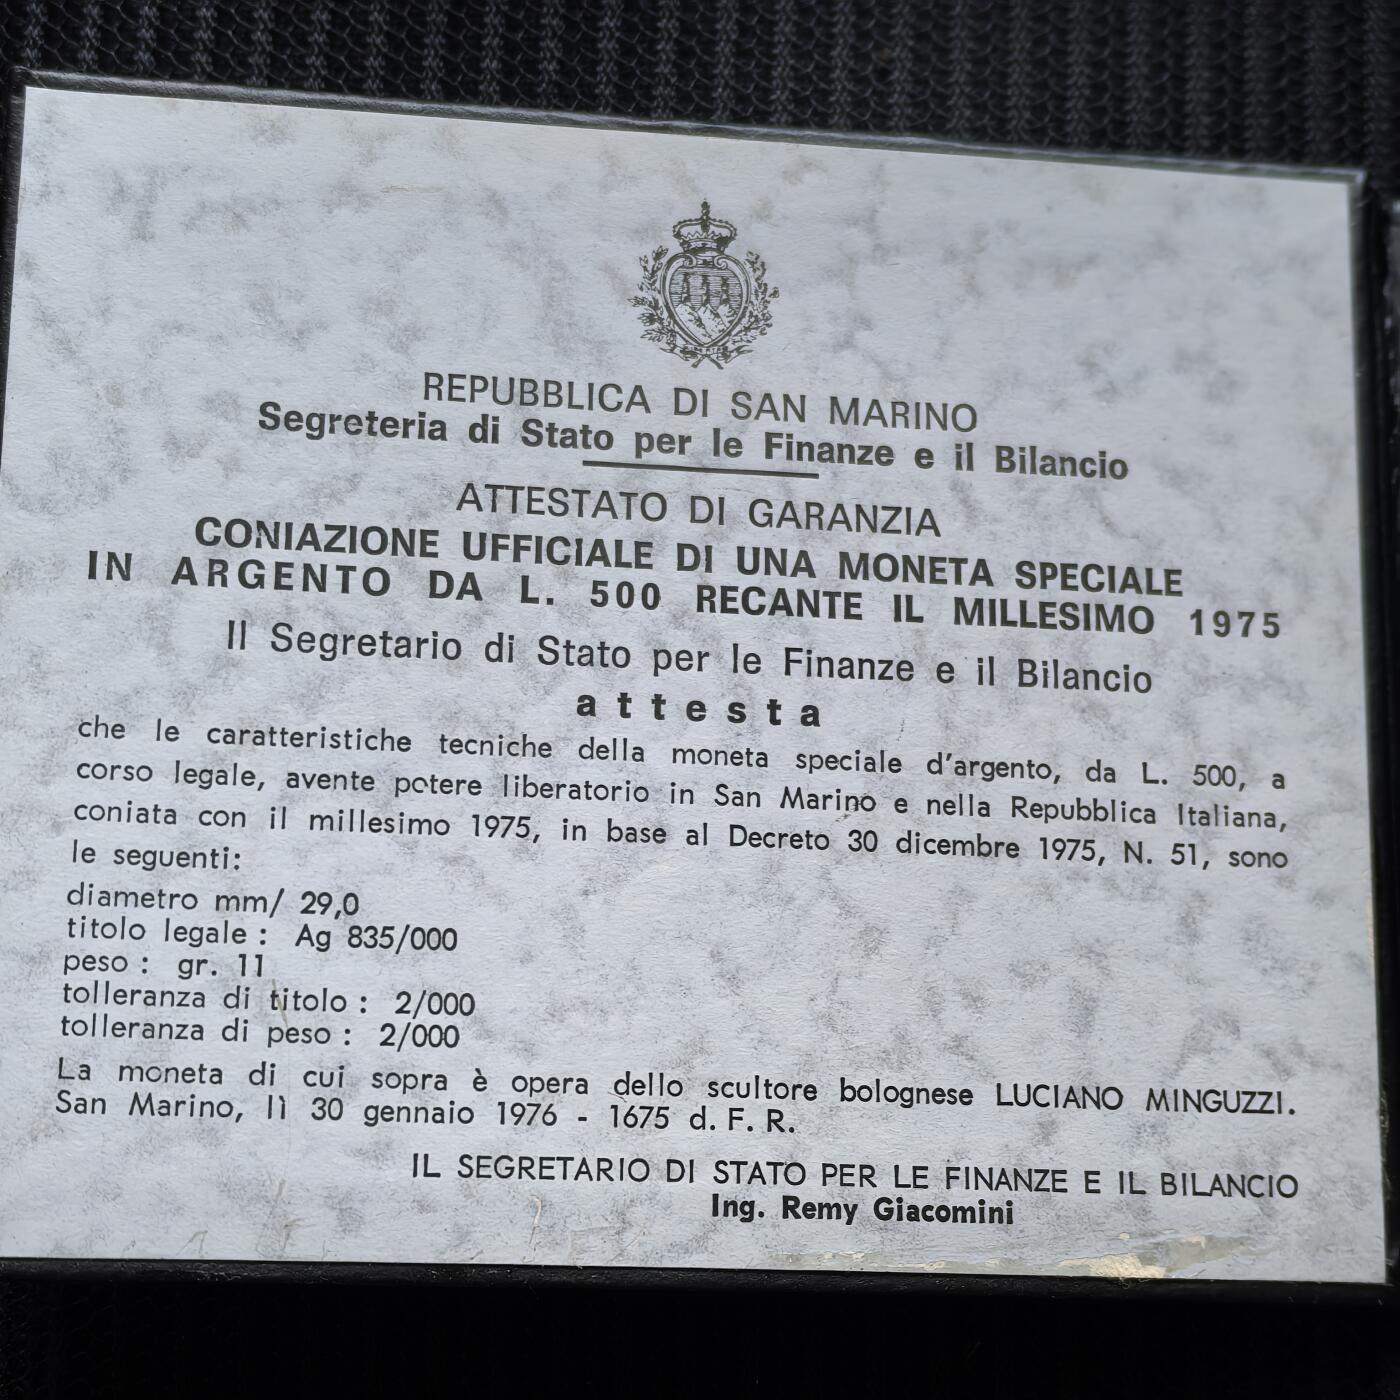 REPUBBLICA DI SAN MARINO
Segreteria di Stato per le Finanze e il Bilancio
ATTESTATO DI GARANZIA
CONIAZIONE UFFICIALE DI UNA MONETA SPECIALE
IN ARGENTO DA L. 500 RECANTE IL MILLESIMO 1975
Il Segretario di Stato per le Finanze e il Bilancio
attesta
che le caratteristiche tecniche della moneta speciale d'argento, da L. 500, a
corso legale, avente potere liberatorio in San Marino e nella Repubblica Italiana,
coniata con il millesimo 1975, in base al Decreto 30 dicembre 1975, N. 51, sono
le seguenti:
diametro mm/ 29,0
titolo legale : Ag 835/000
peso : gr. 11
tolleranza di titolo : 2/000
tolleranza di peso : 2/000
La moneta di cui sopra è opera dello scultore bolognese LUCIANO MINGUZZI.
San Marino, lì 30 gennaio 1976 - 1675 d. F. R.
IL SEGRETARIO DI STATO PER LE FINANZE E IL BILANCIO
Ing. Remy Giacomini